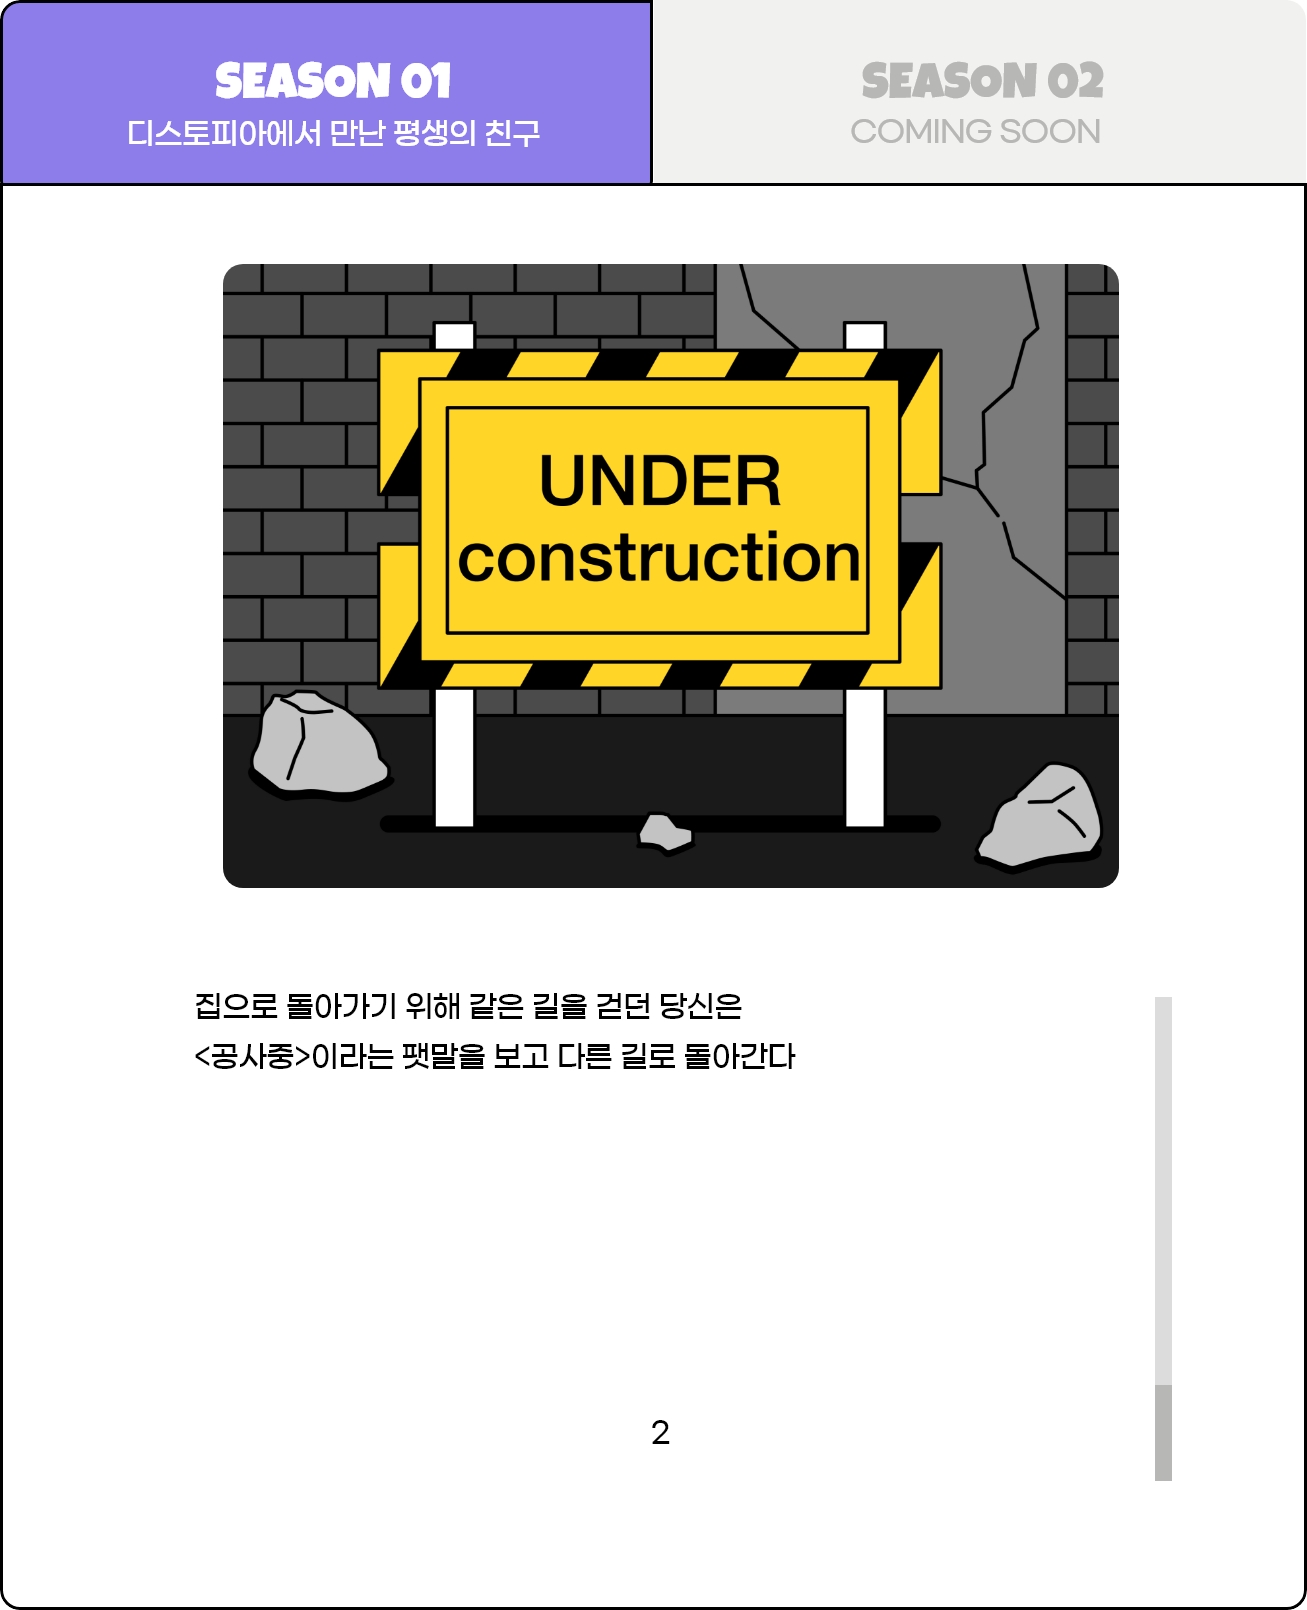 SEASON 01
디스토피아에서 만난 평생의 친구
SEASON 02
COMING SOON
UNDER
construction
집으로 돌아가기 위해 같은 길을 걷던 당신은
<공사중>이라는 팻말을 보고 다른 길로 돌아간다
2